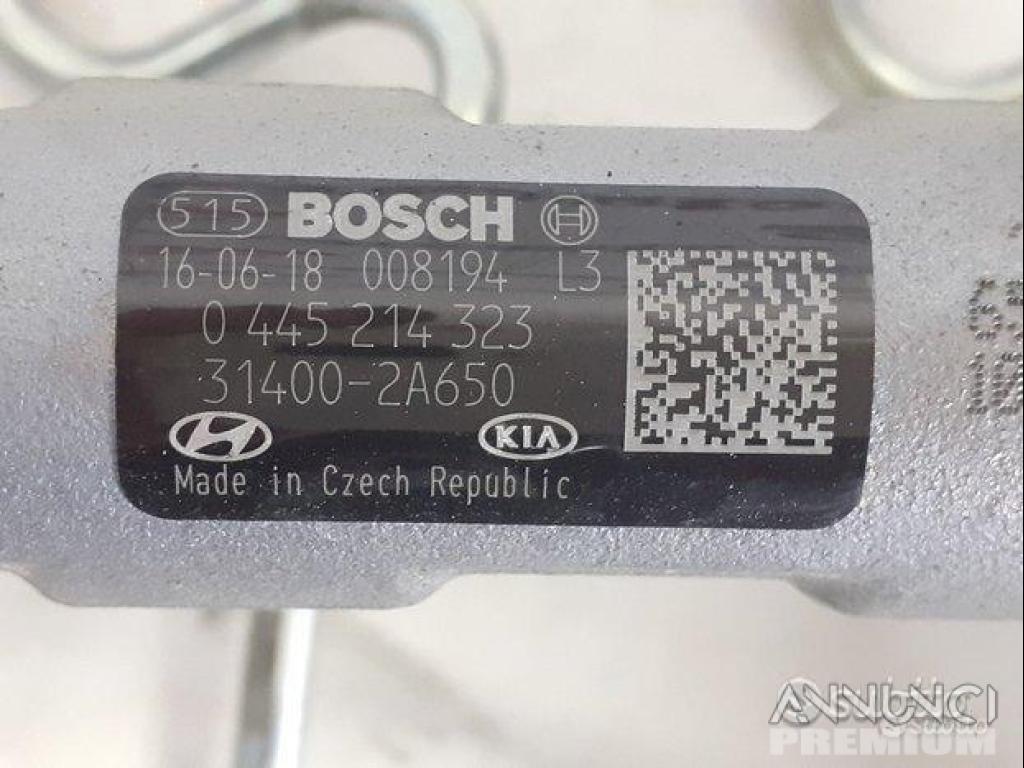 515 BOSCH
16-06-18 008194 L3
0 445 214 323
31400-2A650
KIA
Made in Czech Republic
ANNUNCI
PREMIUM